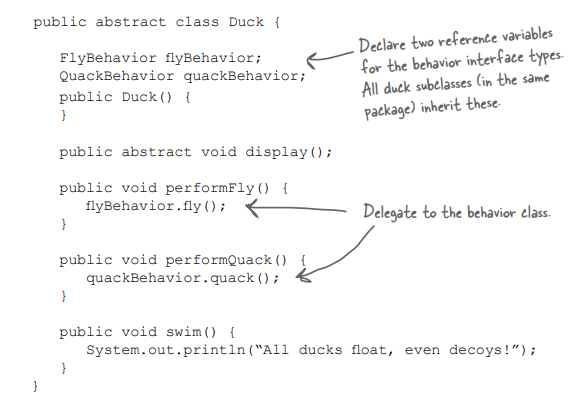 public abstract class Duck {
FlyBehavior flyBehavior;
QuackBehavior quackBehavior;
public Duck() {
}
public abstract void display();
public void performFly() {
flyBehavior.fly();
}
public void performQuack() {
quackBehavior.quack();
}
public void swim() {
System.out.println(“All ducks float, even decoys!”);
}
}
Declare two reference variables
for the behavior interface types.
All duck subclasses (in the same
package) inherit these.
Delegate to the behavior class.